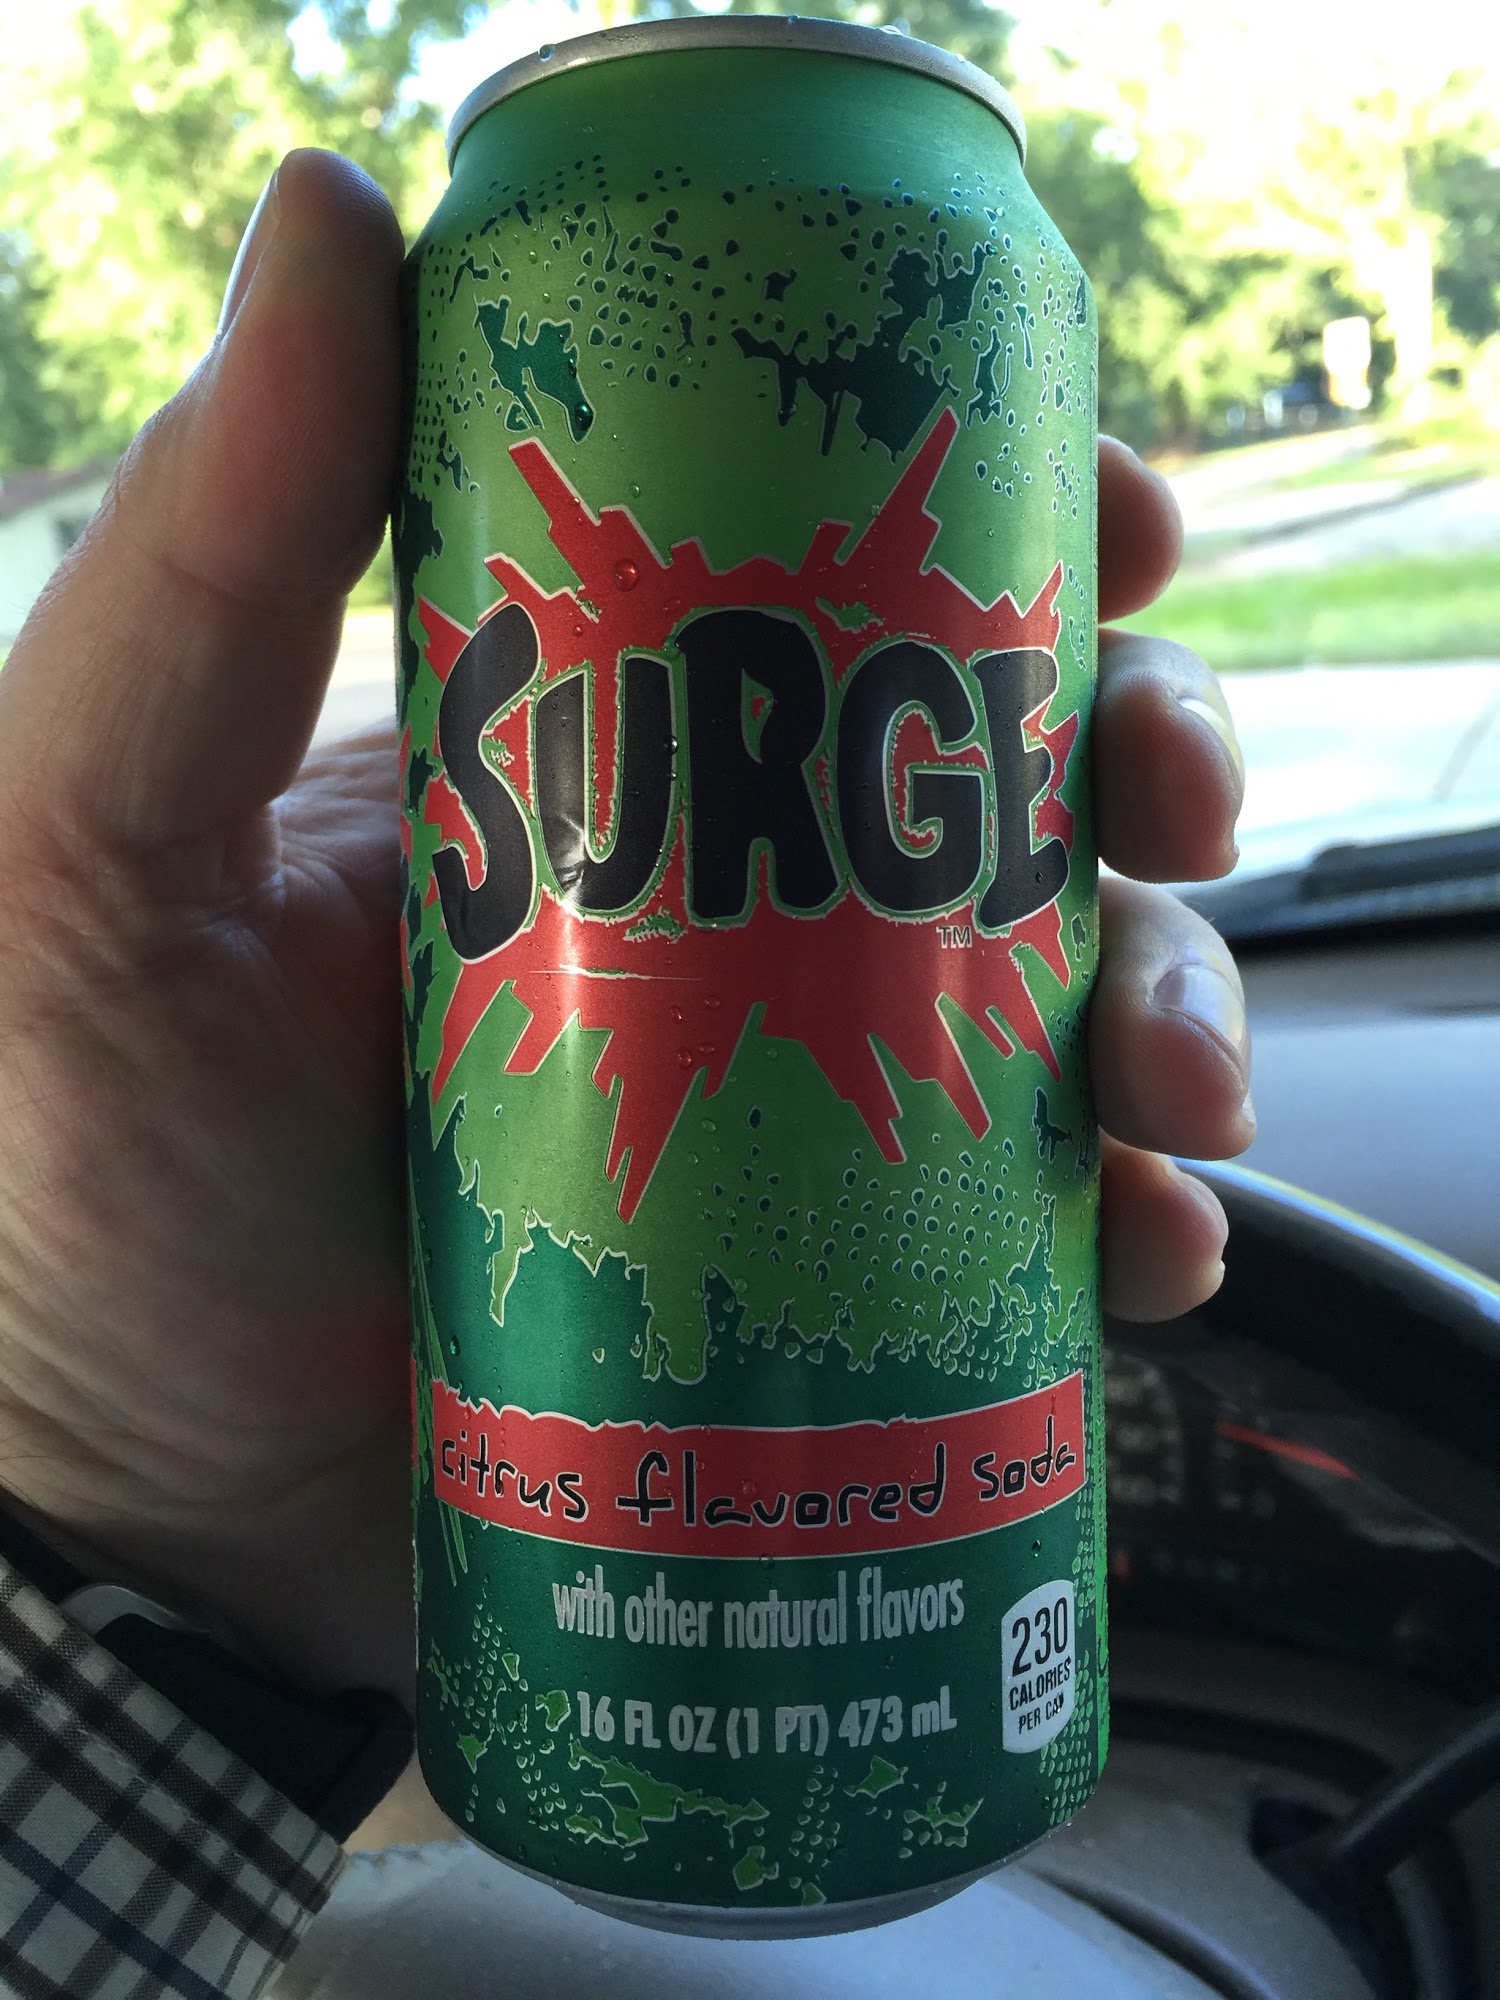 SURGE
TM
citrus flavored soda
with other natural flavors
230
CALORIES
PER CAN
16 FL OZ (1 PT) 473 mL